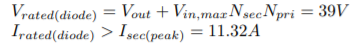 V_{rated(diode)} = V_{out} + V_{in,max} N_{sec} N_{pri} = 39V
I_{rated(diode)} > I_{sec(peak)} = 11.32A